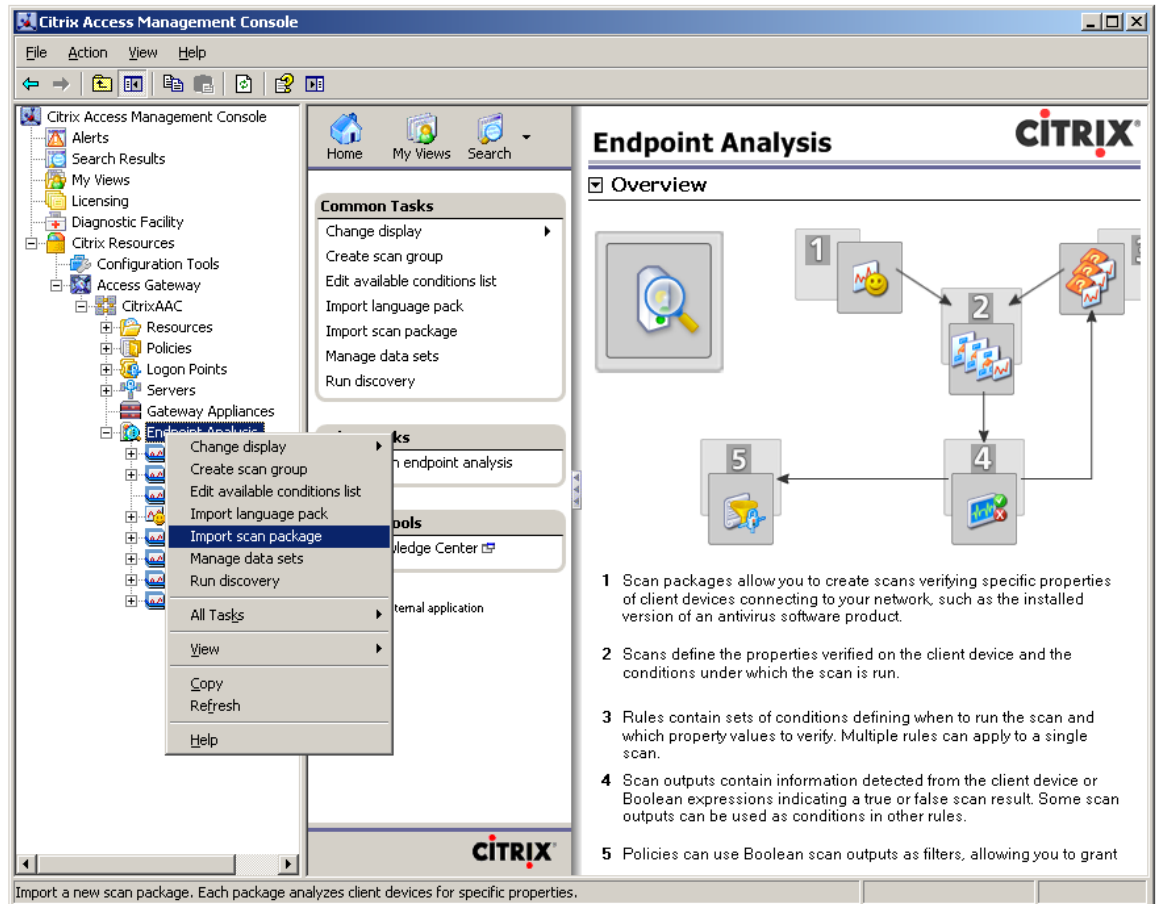 Citrix Access Management Console
File Action View Help
Citrix Access Management Console
Alerts
Search Results
My Views
Licensing
Diagnostic Facility
Citrix Resources
Configuration Tools
Access Gateway
CitrixAAC
Resources
Policies
Logon Points
Servers
Gateway Appliances
Endpoint Analysis
Change display
Create scan group
Edit available conditions list
Import language pack
Import scan package
Manage data sets
Run discovery
All Tasks
View
Copy
Refresh
Help
Home My Views Search
Common Tasks
Change display
Create scan group
Edit available conditions list
Import language pack
Import scan package
Manage data sets
Run discovery
ks
n endpoint analysis
ools
ledge Center
ternal application
CITRIX
Endpoint Analysis CITRIX
Overview
1
2
5 4
1 Scan packages allow you to create scans verifying specific properties
of client devices connecting to your network, such as the installed
version of an antivirus software product.
2 Scans define the properties verified on the client device and the
conditions under which the scan is run.
3 Rules contain sets of conditions defining when to run the scan and
which property values to verify. Multiple rules can apply to a single
scan.
4 Scan outputs contain information detected from the client device or
Boolean expressions indicating a true or false scan result. Some scan
outputs can be used as conditions in other rules.
5 Policies can use Boolean scan outputs as filters, allowing you to grant
Import a new scan package. Each package analyzes client devices for specific properties.